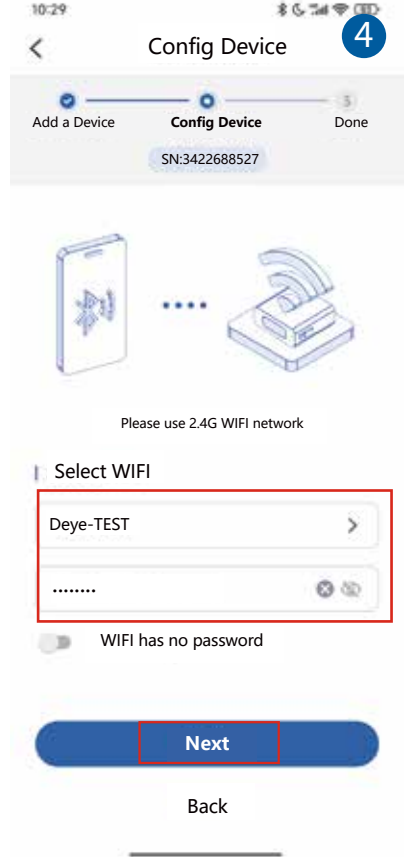 10:29
Config Device
4
3
Add a Device
Config Device
Done
SN:3422688527
Please use 2.4G WIFI network
Select WIFI
Deye-TEST
••••••••
WIFI has no password
Next
Back